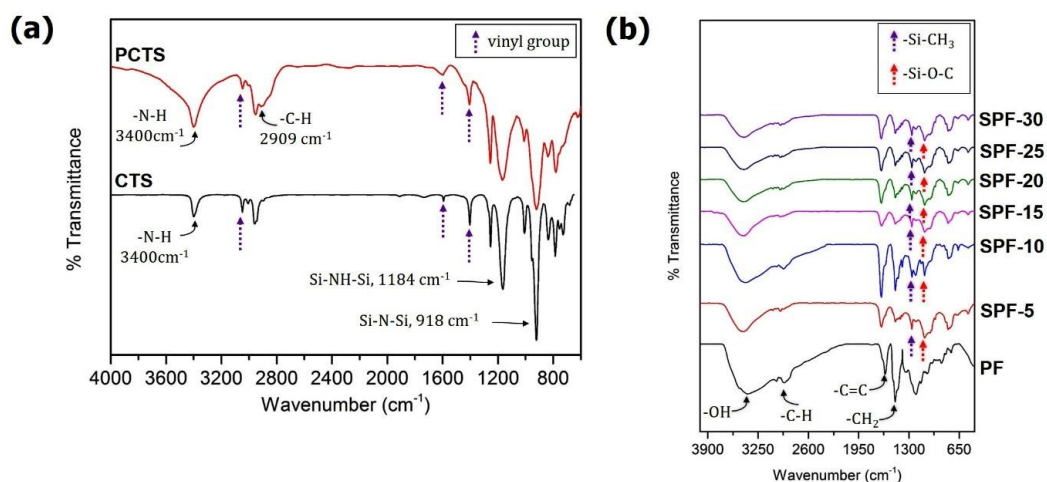 (a)
vinyl group
PCTS
-N-H
3400cm⁻¹
-C-H
2909 cm⁻¹
CTS
-N-H
3400cm⁻¹
Si-NH-Si, 1184 cm⁻¹
Si-N-Si, 918 cm⁻¹
% Transmittance
4000 3600 3200 2800 2400 2000 1600 1200 800
Wavenumber (cm⁻¹)
(b)
-Si-CH₃
-Si-O-C
SPF-30
SPF-25
SPF-20
SPF-15
SPF-10
SPF-5
PF
-OH
-C-H
-C=C
-CH₂
% Transmittance
3900 3250 2600 1950 1300 650
Wavenumber (cm⁻¹)